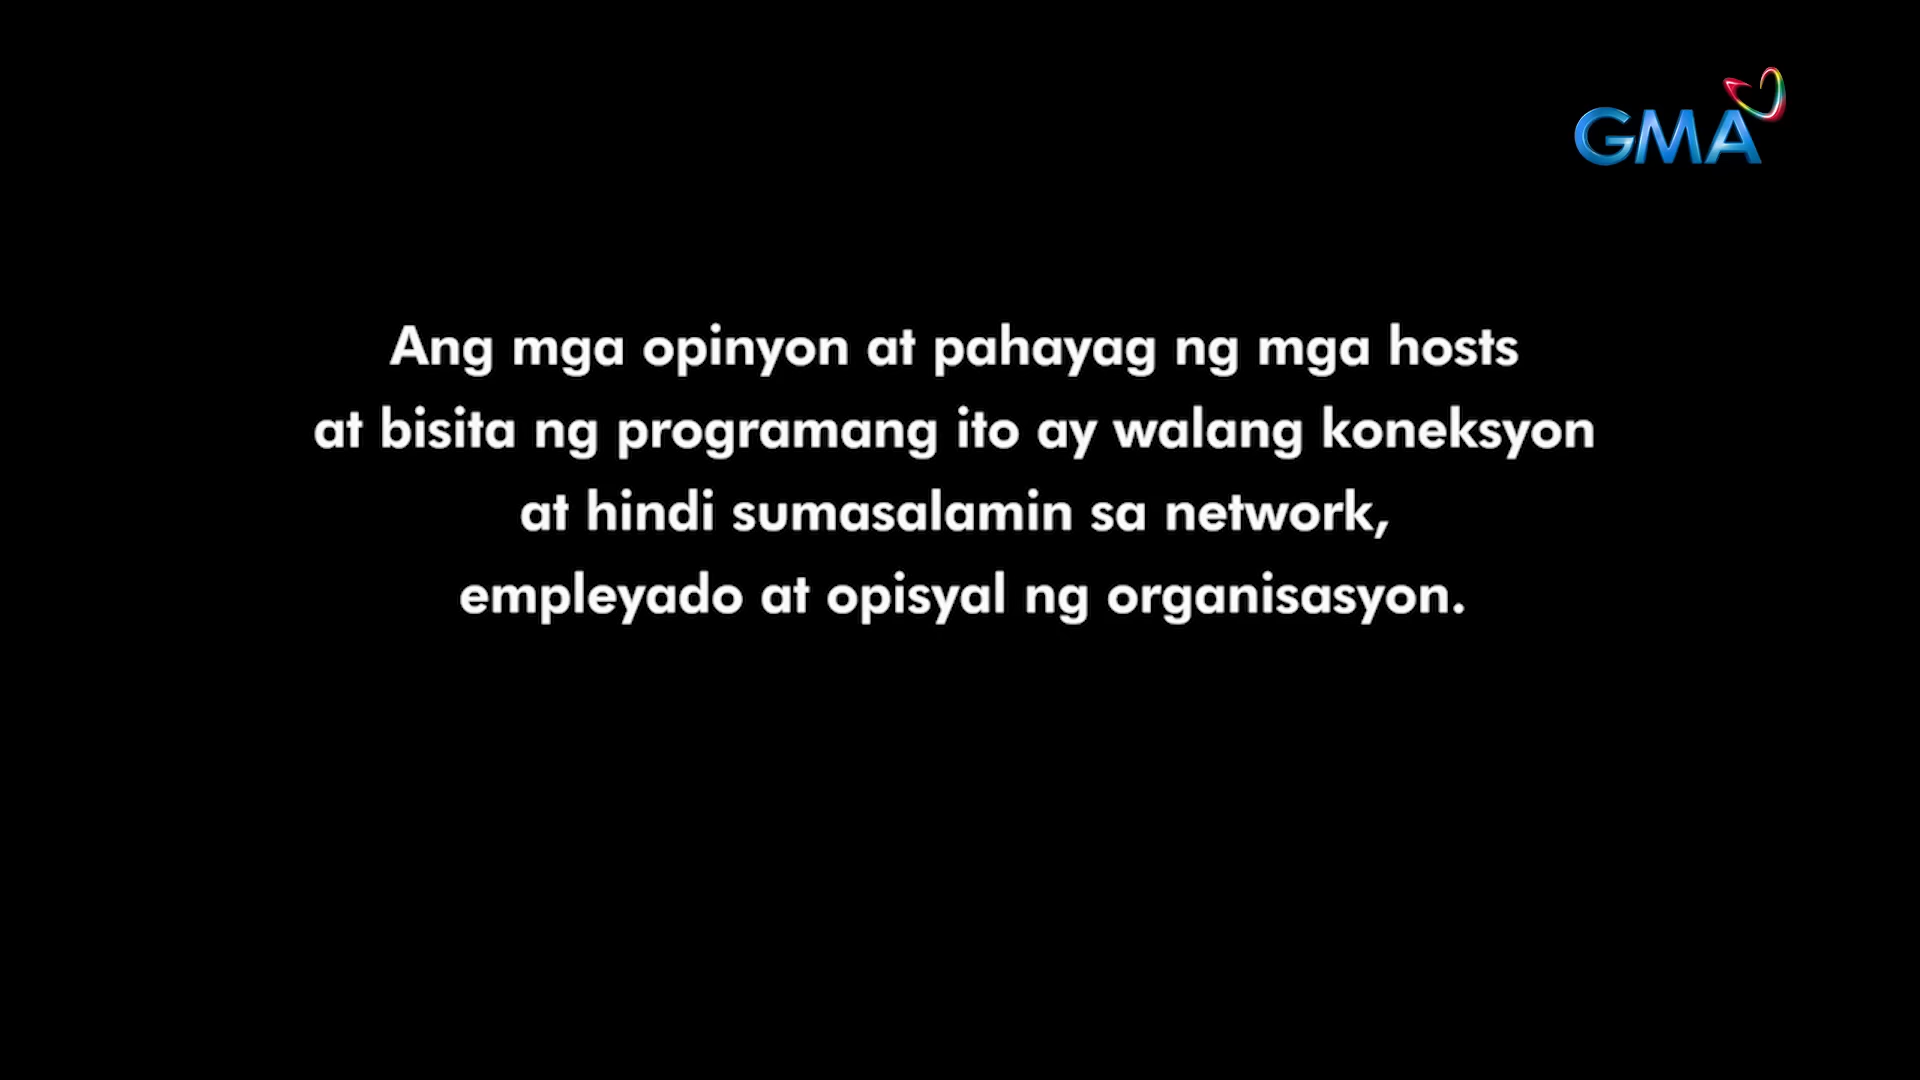 GMA
Ang mga opinyon at pahayag ng mga hosts
at bisita ng programang ito ay walang koneksyon
at hindi sumasalamin sa network,
empleyado at opisyal ng organisasyon.